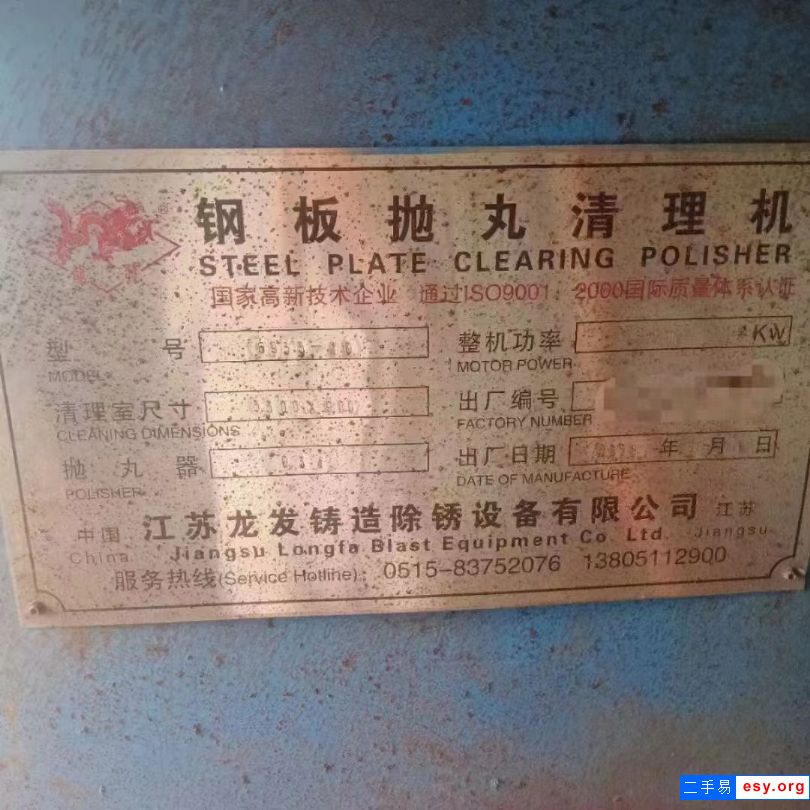 钢板抛丸清理机
STEEL PLATE CLEARING POLISHER
国家高新技术企业 通过ISO9001:2000国际质量体系认证
型号
MODEL
整机功率 KW
MOTOR POWER
清理室尺寸
CLEANING DIMENSIONS
出厂编号
FACTORY NUMBER
抛丸器
POLISHER
出厂日期 年 月 日
DATE OF MANUFACTURE
中国 江苏龙发铸造除锈设备有限公司 江苏
China Jiangsu Longfa Blast Equipment Co. Ltd. Jiangsu
服务热线(Service Hotline): 0515-83752076 13805112900
二手易 esy.org